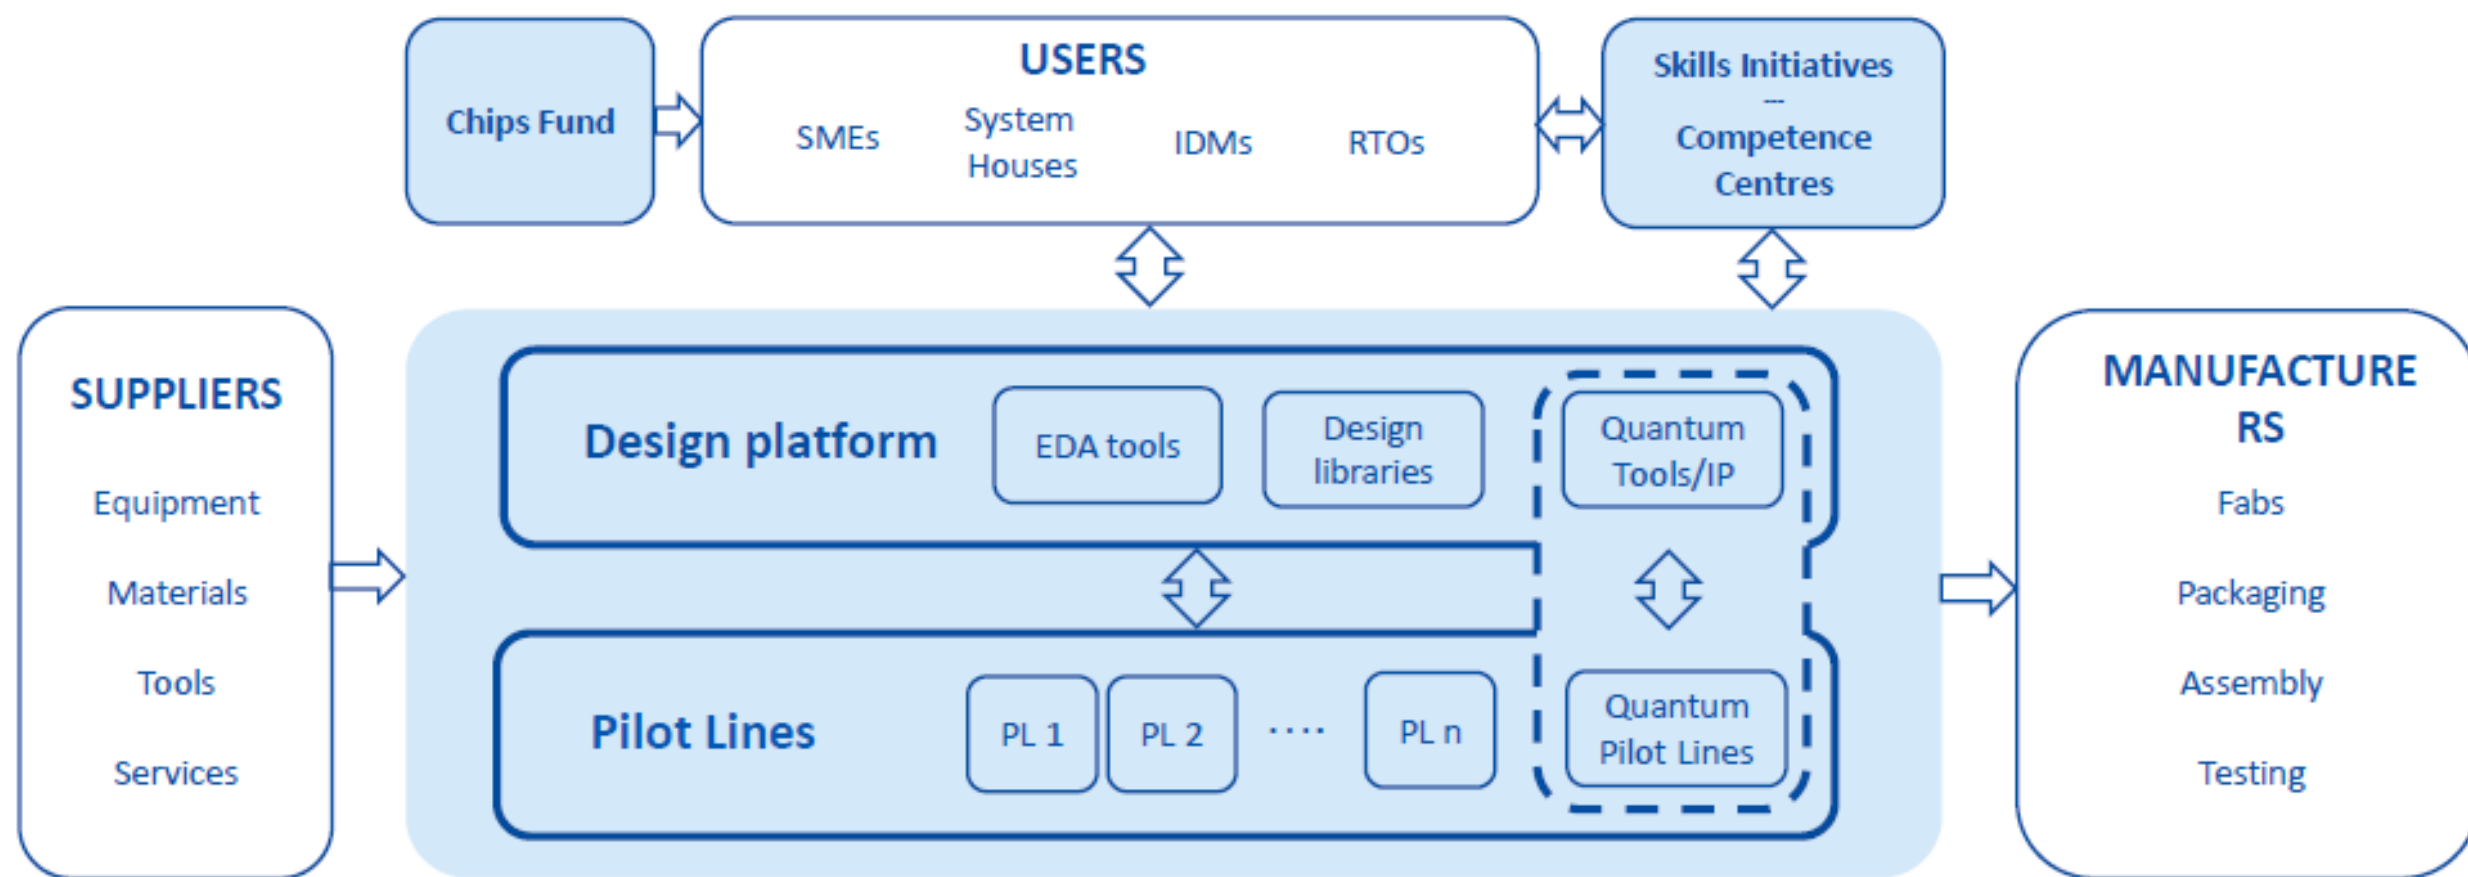 Chips Fund
USERS
SMEs
System
Houses
IDMs
RTOs
Skills Initiatives
---
Competence
Centres
SUPPLIERS
Equipment
Materials
Tools
Services
Design platform
EDA tools
Design
libraries
Quantum
Tools/IP
Pilot Lines
PL 1
PL 2
....
PL n
Quantum
Pilot Lines
MANUFACTURE
RS
Fabs
Packaging
Assembly
Testing